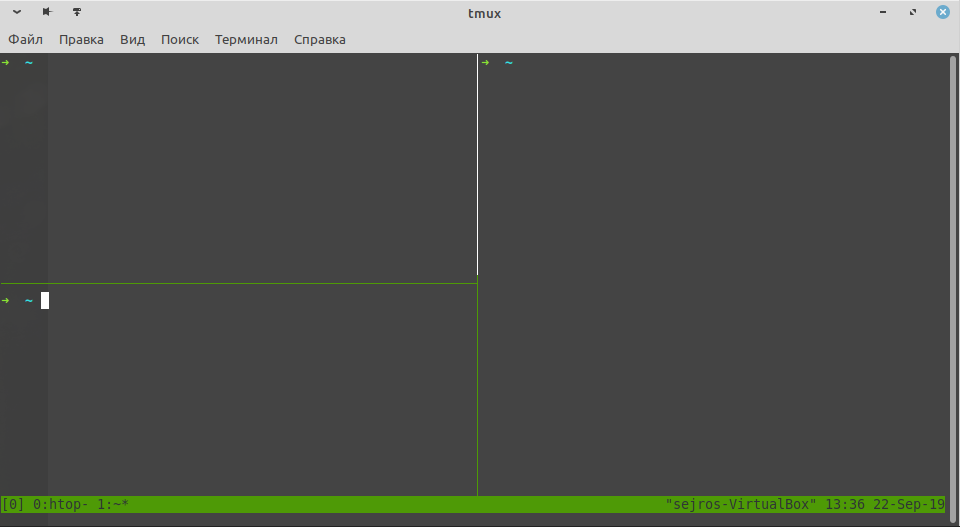 tmux
Файл Правка Вид Поиск Терминал Справка
➜ ~
➜ ~
➜ ~
[0] 0:htop- 1:~* "sejros-VirtualBox" 13:36 22-Sep-19